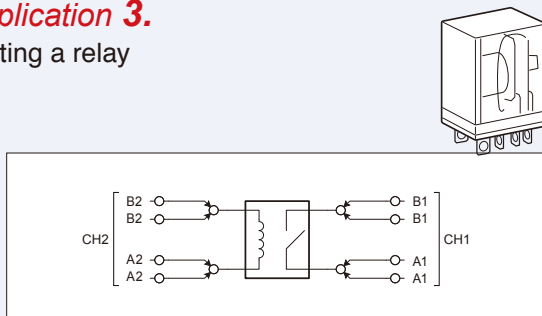 plication 3.
ting a relay
B2 B1
B2 B1
CH2 CH1
A2 A1
A2 A1